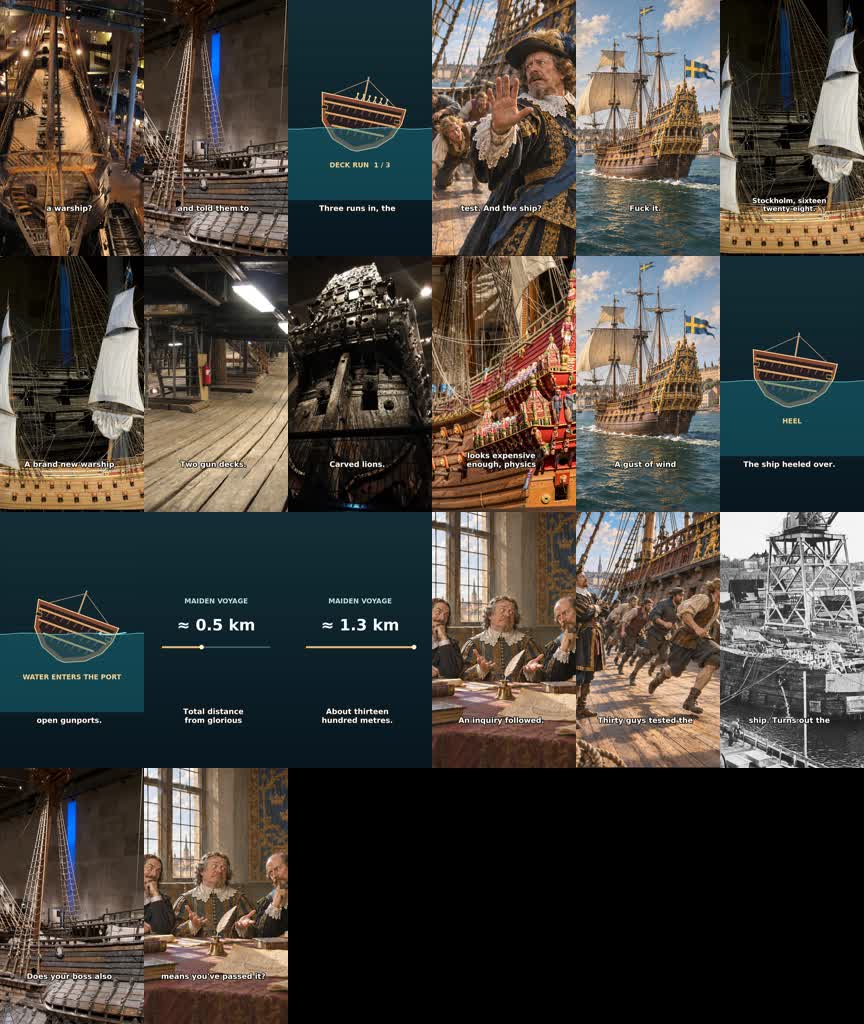 a warship?
and told them to
DECK RUN 1 / 3
Three runs in, the
test. And the ship?
Fuck it.
Stockholm, sixteen
twenty-eight.
A brand new warship
Two gun decks.
Carved lions.
looks expensive
enough, physics
A gust of wind
HEEL
The ship heeled over.
WATER ENTERS THE PORT
open gunports.
MAIDEN VOYAGE
≈ 0.5 km
Total distance
from glorious
MAIDEN VOYAGE
≈ 1.3 km
About thirteen
hundred metres.
An inquiry followed.
Thirty guys tested the
ship. Turns out the
Does your boss also
means you've passed it?